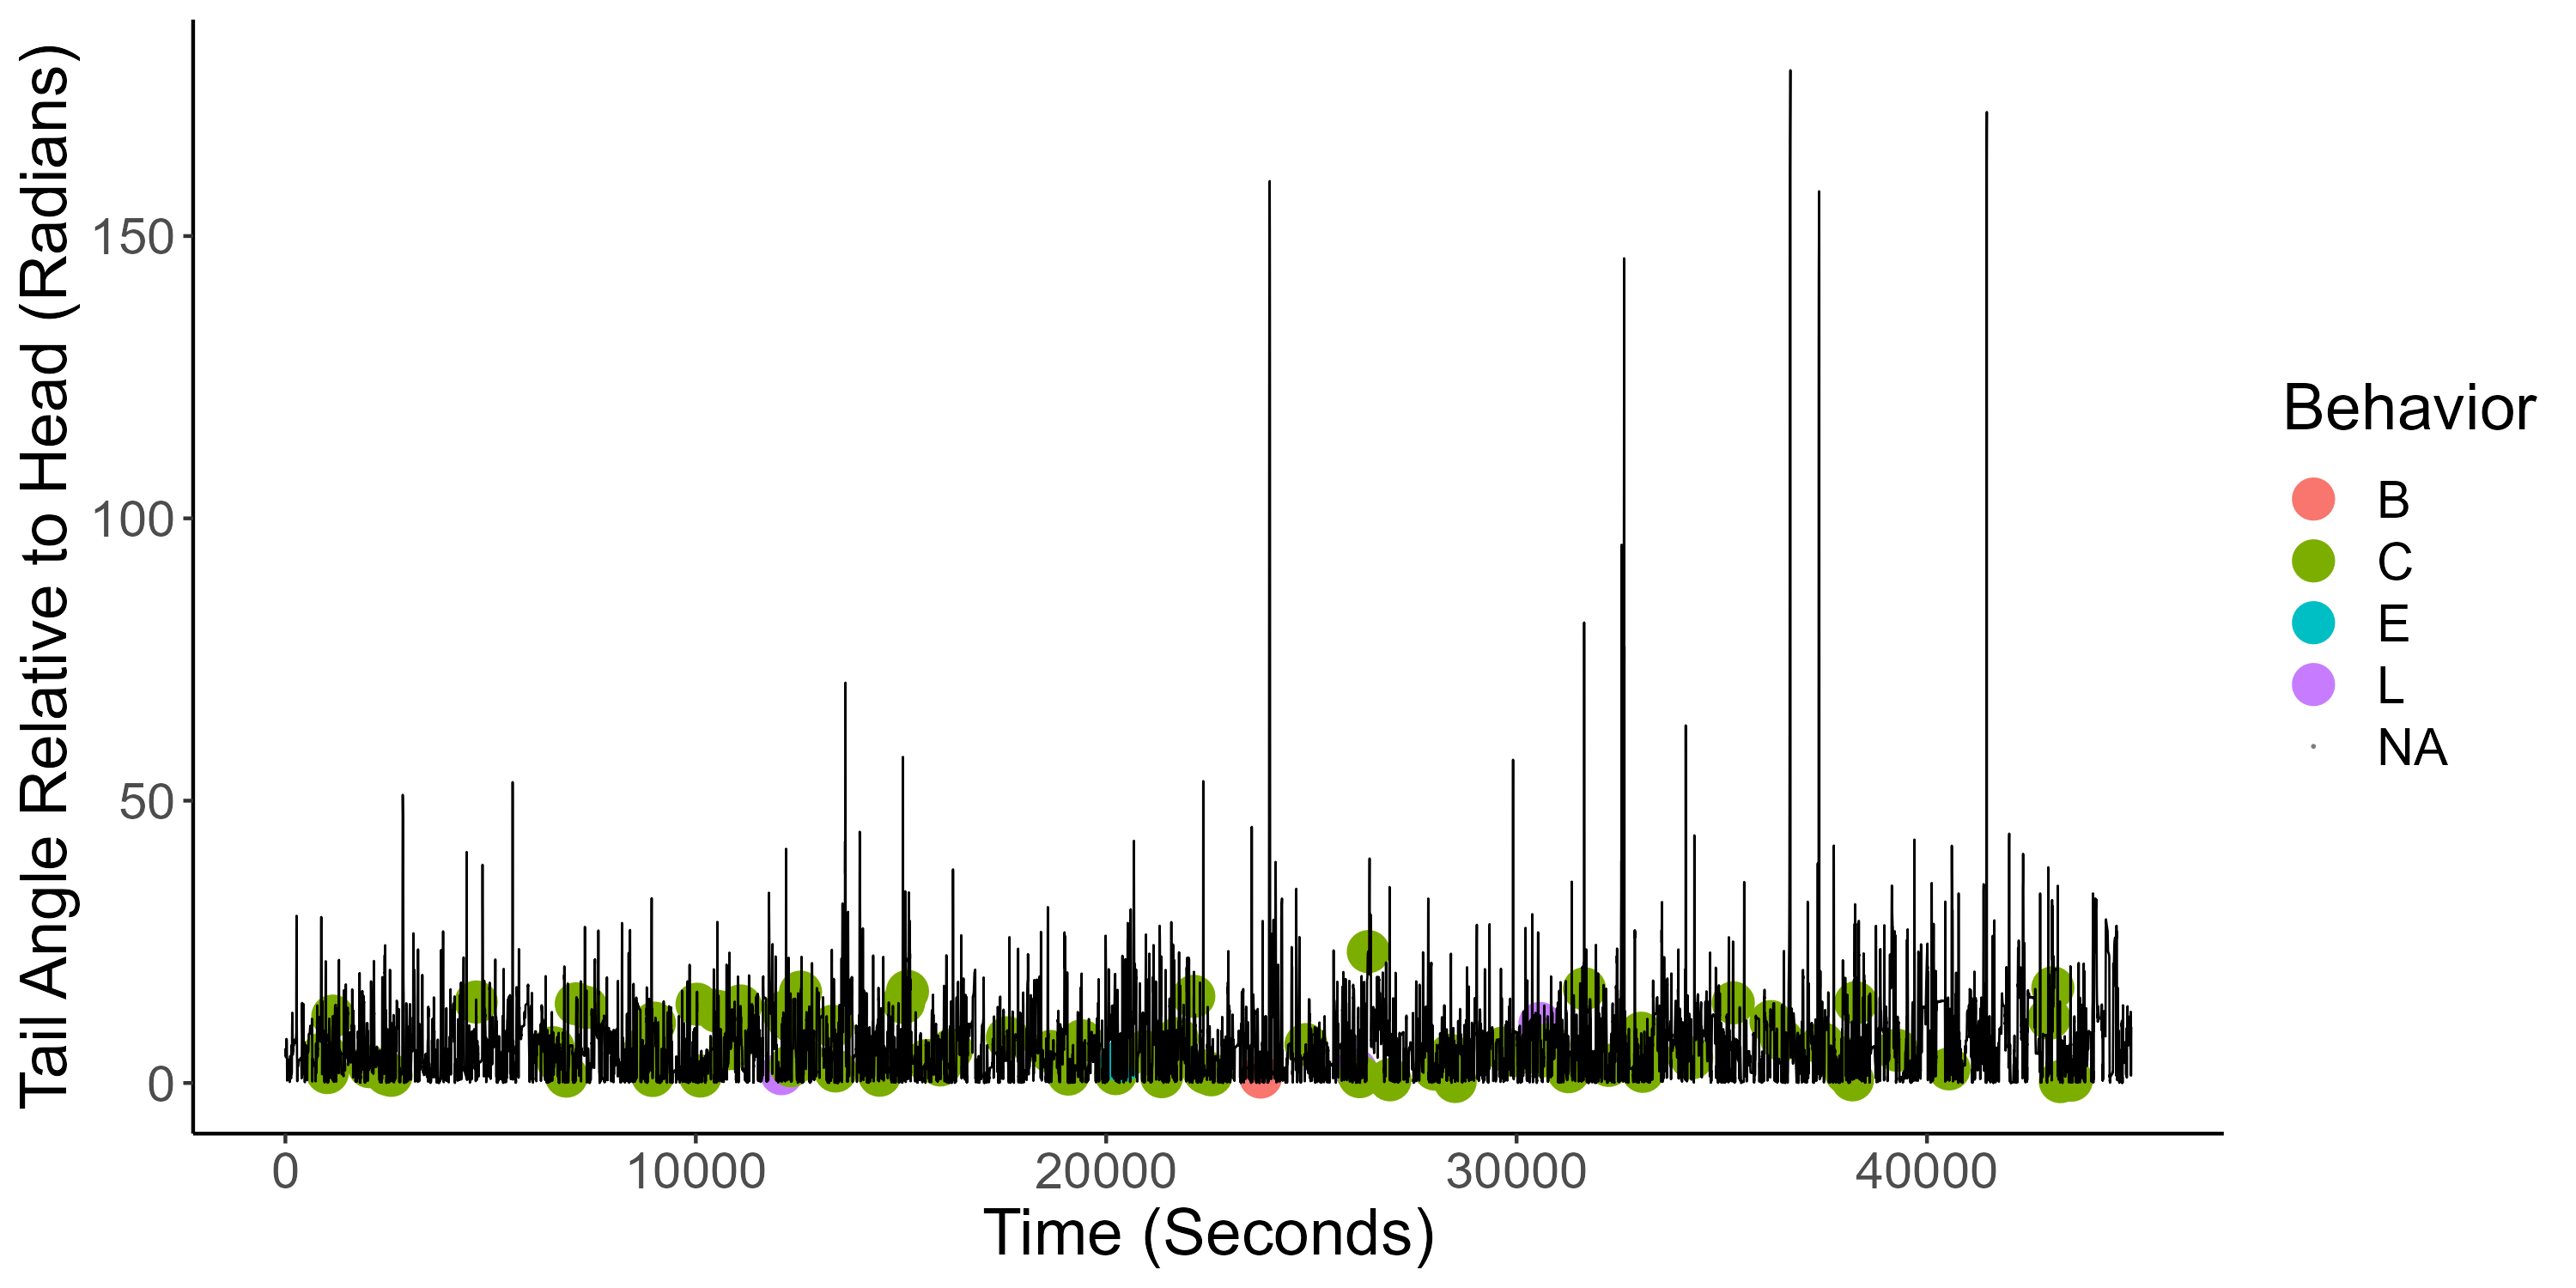 Tail Angle Relative to Head (Radians)
150
100
50
0
0 10000 20000 30000 40000
Time (Seconds)
Behavior
B
C
E
L
NA